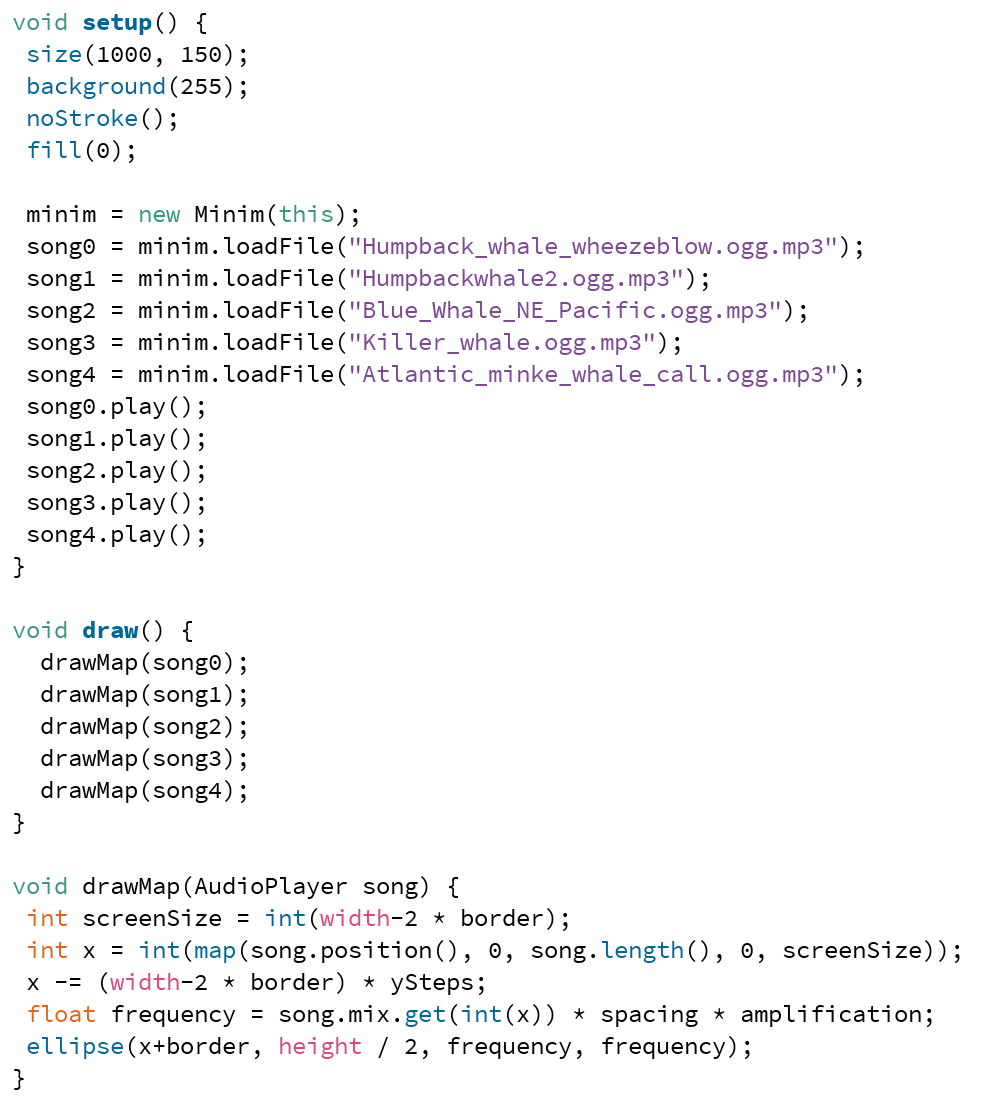 void setup() {
 size(1000, 150);
 background(255);
 noStroke();
 fill(0);

 minim = new Minim(this);
 song0 = minim.loadFile("Humpback_whale_wheezeblow.ogg.mp3");
 song1 = minim.loadFile("Humpbackwhale2.ogg.mp3");
 song2 = minim.loadFile("Blue_Whale_NE_Pacific.ogg.mp3");
 song3 = minim.loadFile("Killer_whale.ogg.mp3");
 song4 = minim.loadFile("Atlantic_minke_whale_call.ogg.mp3");
 song0.play();
 song1.play();
 song2.play();
 song3.play();
 song4.play();
}

void draw() {
  drawMap(song0);
  drawMap(song1);
  drawMap(song2);
  drawMap(song3);
  drawMap(song4);
}

void drawMap(AudioPlayer song) {
 int screenSize = int(width-2 * border);
 int x = int(map(song.position(), 0, song.length(), 0, screenSize));
 x -= (width-2 * border) * ySteps;
 float frequency = song.mix.get(int(x)) * spacing * amplification;
 ellipse(x+border, height / 2, frequency, frequency);
}